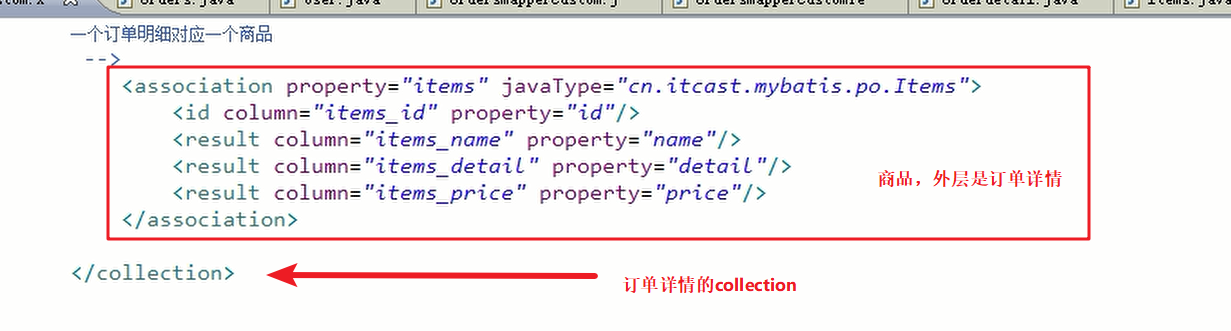 Orders.java
User.java
OrdersMapperCustom.j
OrdersMapperCustomTe
Orderdetail.java
Items.java
一个订单明细对应一个商品
-->
<association property="items" javaType="cn.itcast.mybatis.po.Items">
<id column="items_id" property="id"/>
<result column="items_name" property="name"/>
<result column="items_detail" property="detail"/>
<result column="items_price" property="price"/>
商品，外层是订单详情
</association>
</collection>
订单详情的collection